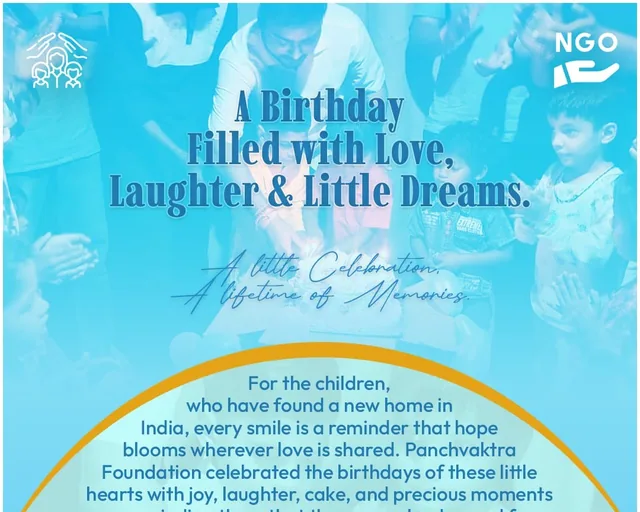 NGO
A Birthday
Filled with Love,
Laughter & Little Dreams.
A little Celebration,
A lifetime of Memories.
For the children,
who have found a new home in
India, every smile is a reminder that hope
blooms wherever love is shared. Panchvaktra
Foundation celebrated the birthdays of these little
hearts with joy, laughter, cake, and precious moments